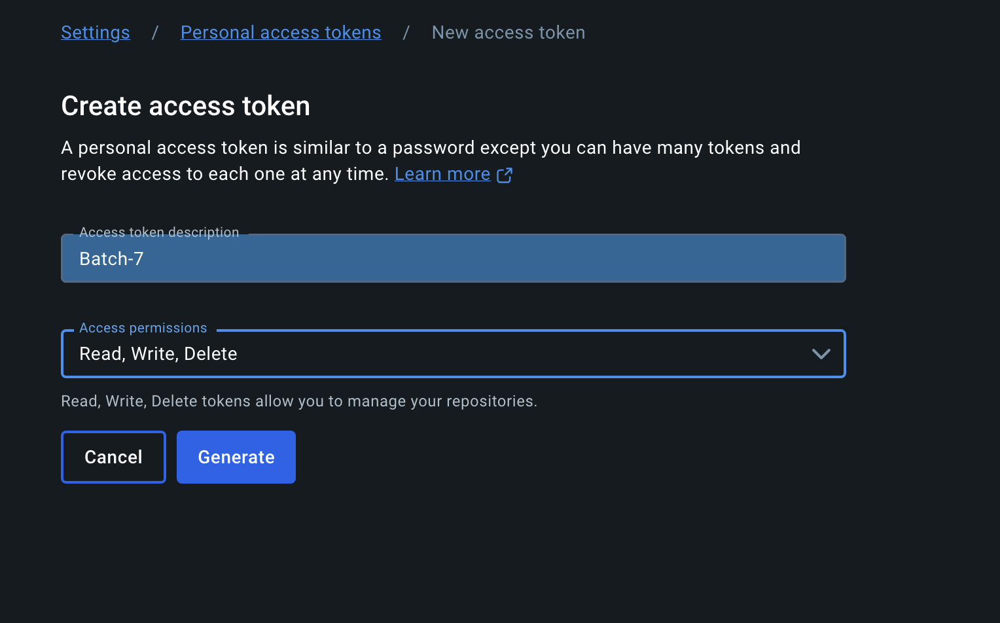 Settings / Personal access tokens / New access token
Create access token
A personal access token is similar to a password except you can have many tokens and
revoke access to each one at any time. Learn more
Access token description
Batch-7
Access permissions
Read, Write, Delete
Read, Write, Delete tokens allow you to manage your repositories.
Cancel Generate